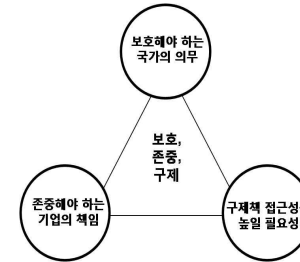 보호해야 하는
국가의 의무
보호,
존중,
구제
존중해야 하는
기업의 책임
구제책 접근성
높일 필요성